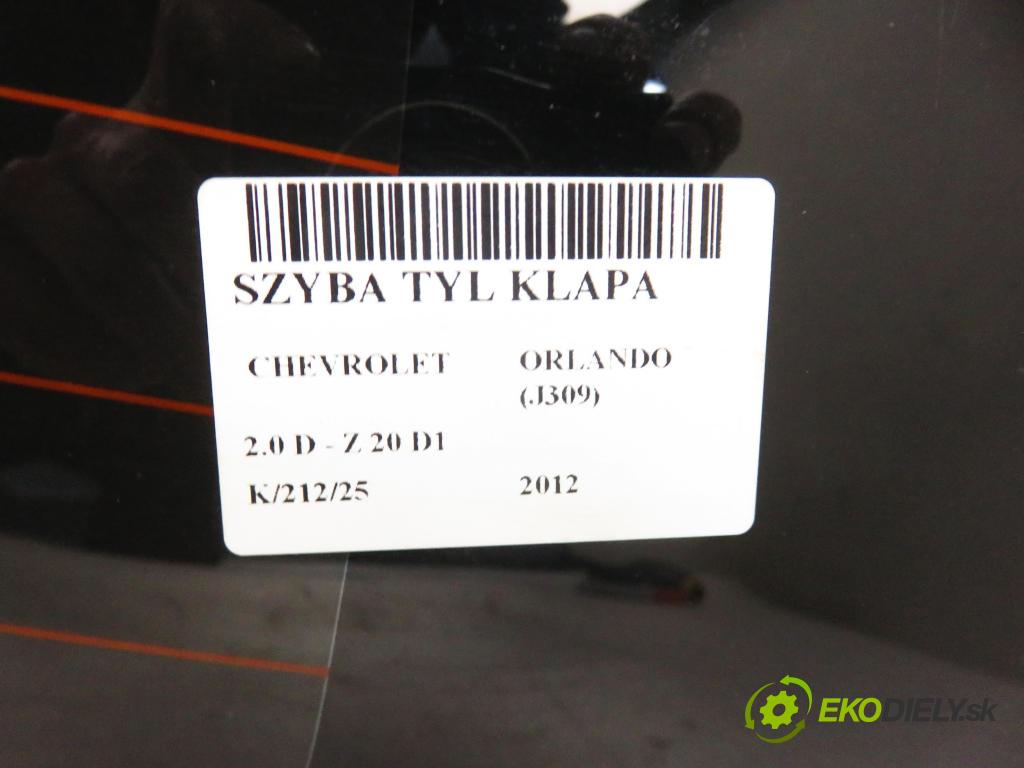 SZYBA TYL KLAPA
CHEVROLET ORLANDO
(J309)
2.0 D - Z 20 D1
K/212/25 2012
EKODIELY.sk